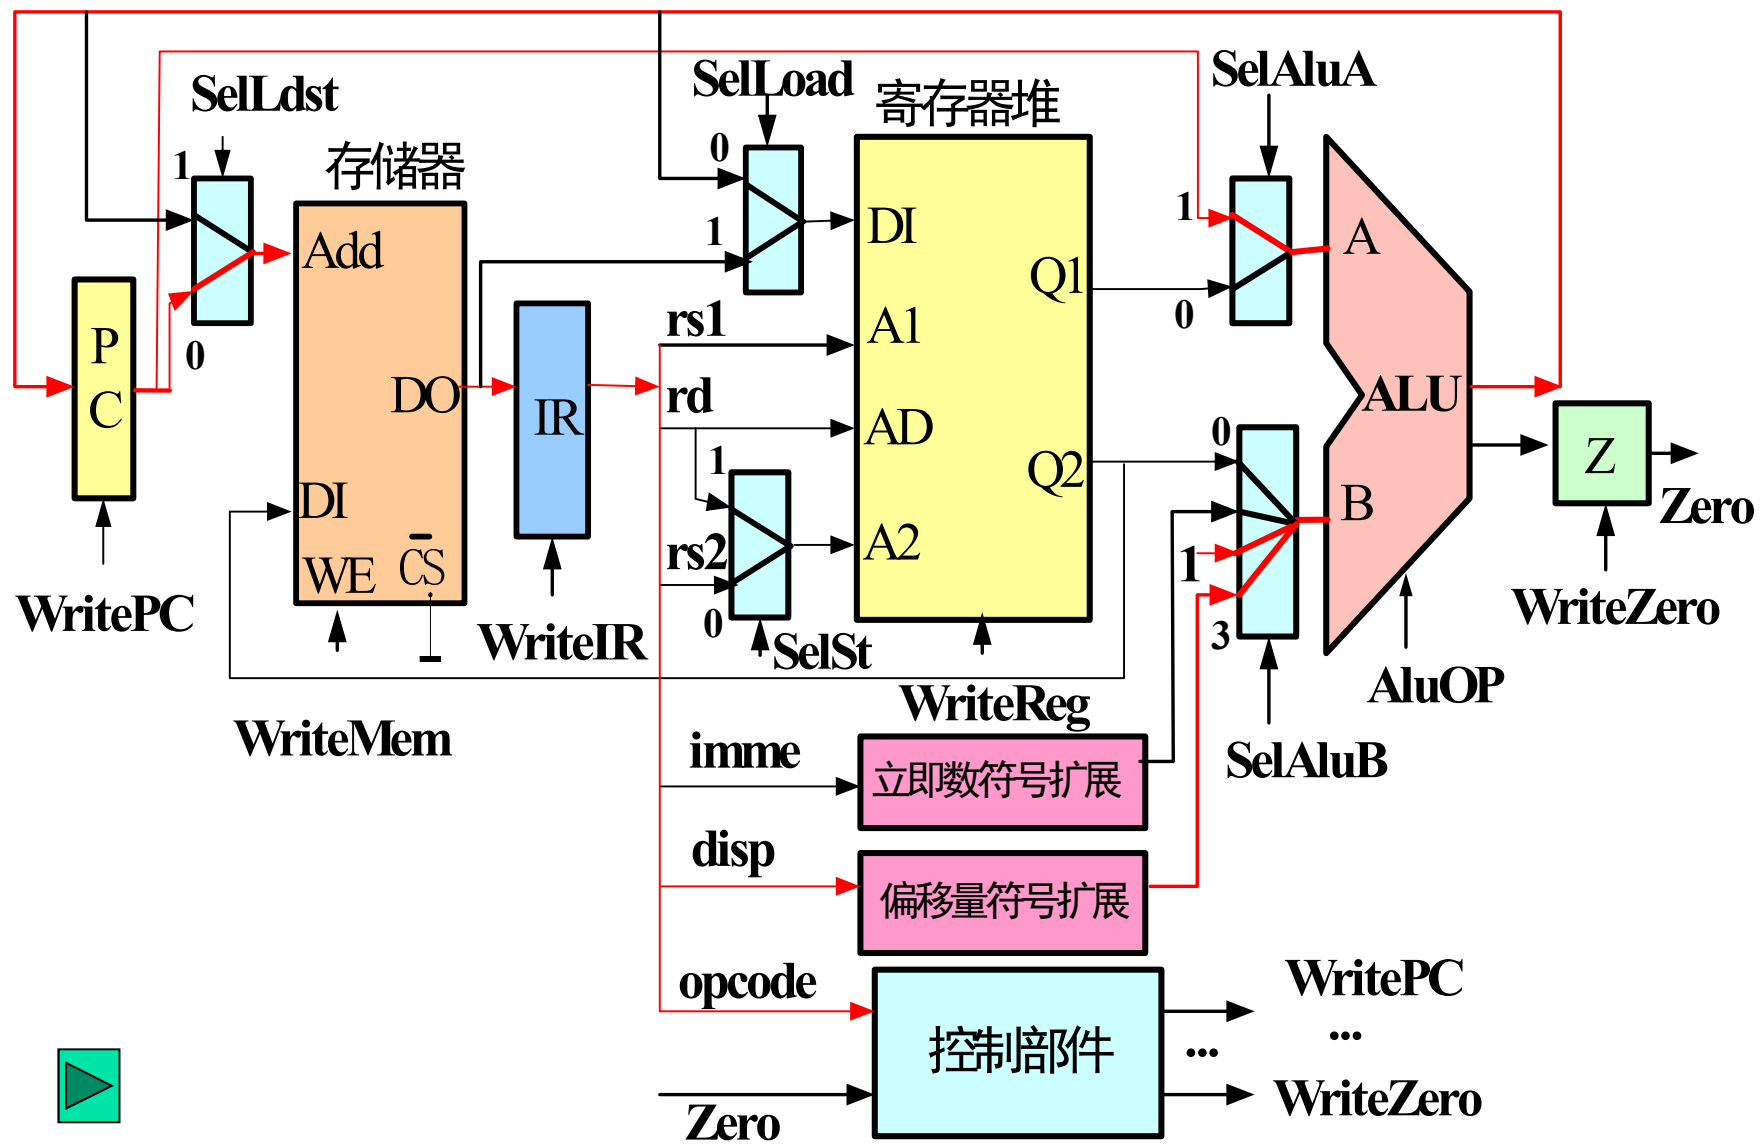 SelLdst
SelLoad
寄存器堆
SelAluA
存储器
1
0
P
C
WritePC
Add
DO
DI
WE
CS
WriteMem
IR
WriteIR
0
1
rs1
rd
1
rs2
0
SelSt
DI
A1
AD
A2
Q1
Q2
WriteReg
1
0
0
1
3
SelAluB
A
ALU
B
AluOP
Z
Zero
WriteZero
imme
立即数符号扩展
disp
偏移量符号扩展
opcode
控制部件
Zero
WritePC
...
...
WriteZero